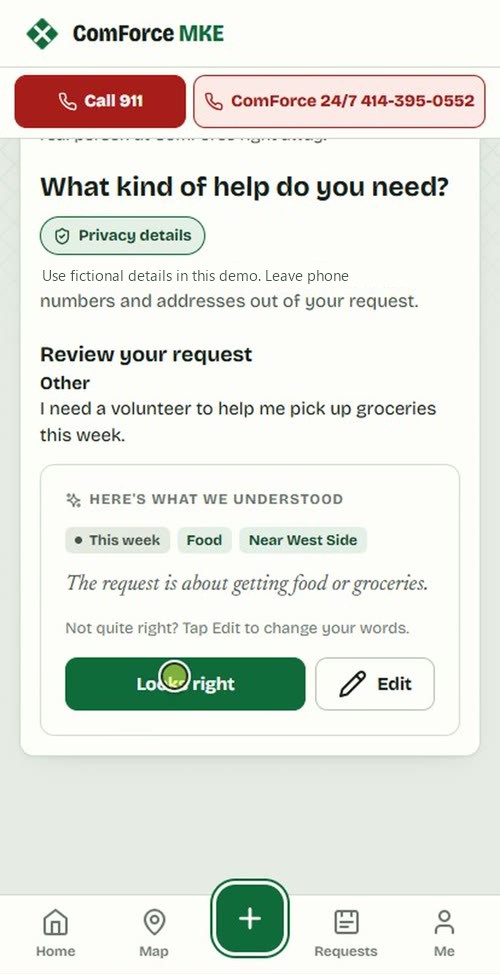 ComForce MKE
Call 911
ComForce 24/7 414-395-0552
What kind of help do you need?
Privacy details
Use fictional details in this demo. Leave phone
numbers and addresses out of your request.
Review your request
Other
I need a volunteer to help me pick up groceries
this week.
HERE'S WHAT WE UNDERSTOOD
This week
Food
Near West Side
The request is about getting food or groceries.
Not quite right? Tap Edit to change your words.
Looks right
Edit
Home
Map
Requests
Me